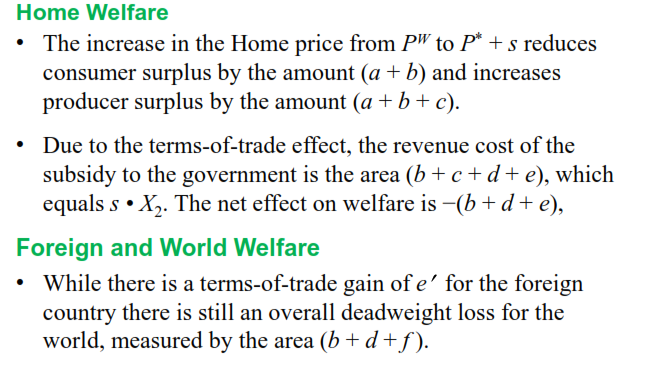 Home Welfare
• The increase in the Home price from Pᵂ to P* + s reduces
consumer surplus by the amount (a + b) and increases
producer surplus by the amount (a + b + c).
• Due to the terms-of-trade effect, the revenue cost of the
subsidy to the government is the area (b + c + d + e), which
equals s • X₂. The net effect on welfare is −(b + d + e),
Foreign and World Welfare
• While there is a terms-of-trade gain of e′ for the foreign
country there is still an overall deadweight loss for the
world, measured by the area (b + d + f).